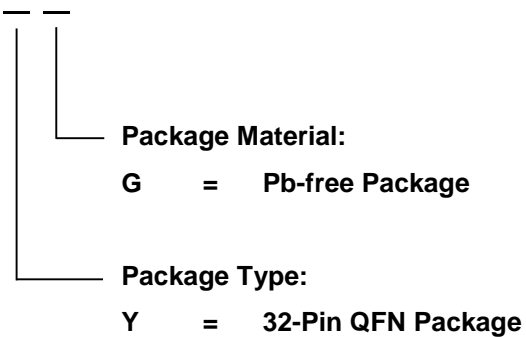 Package Material:
G = Pb-free Package
Package Type:
Y = 32-Pin QFN Package